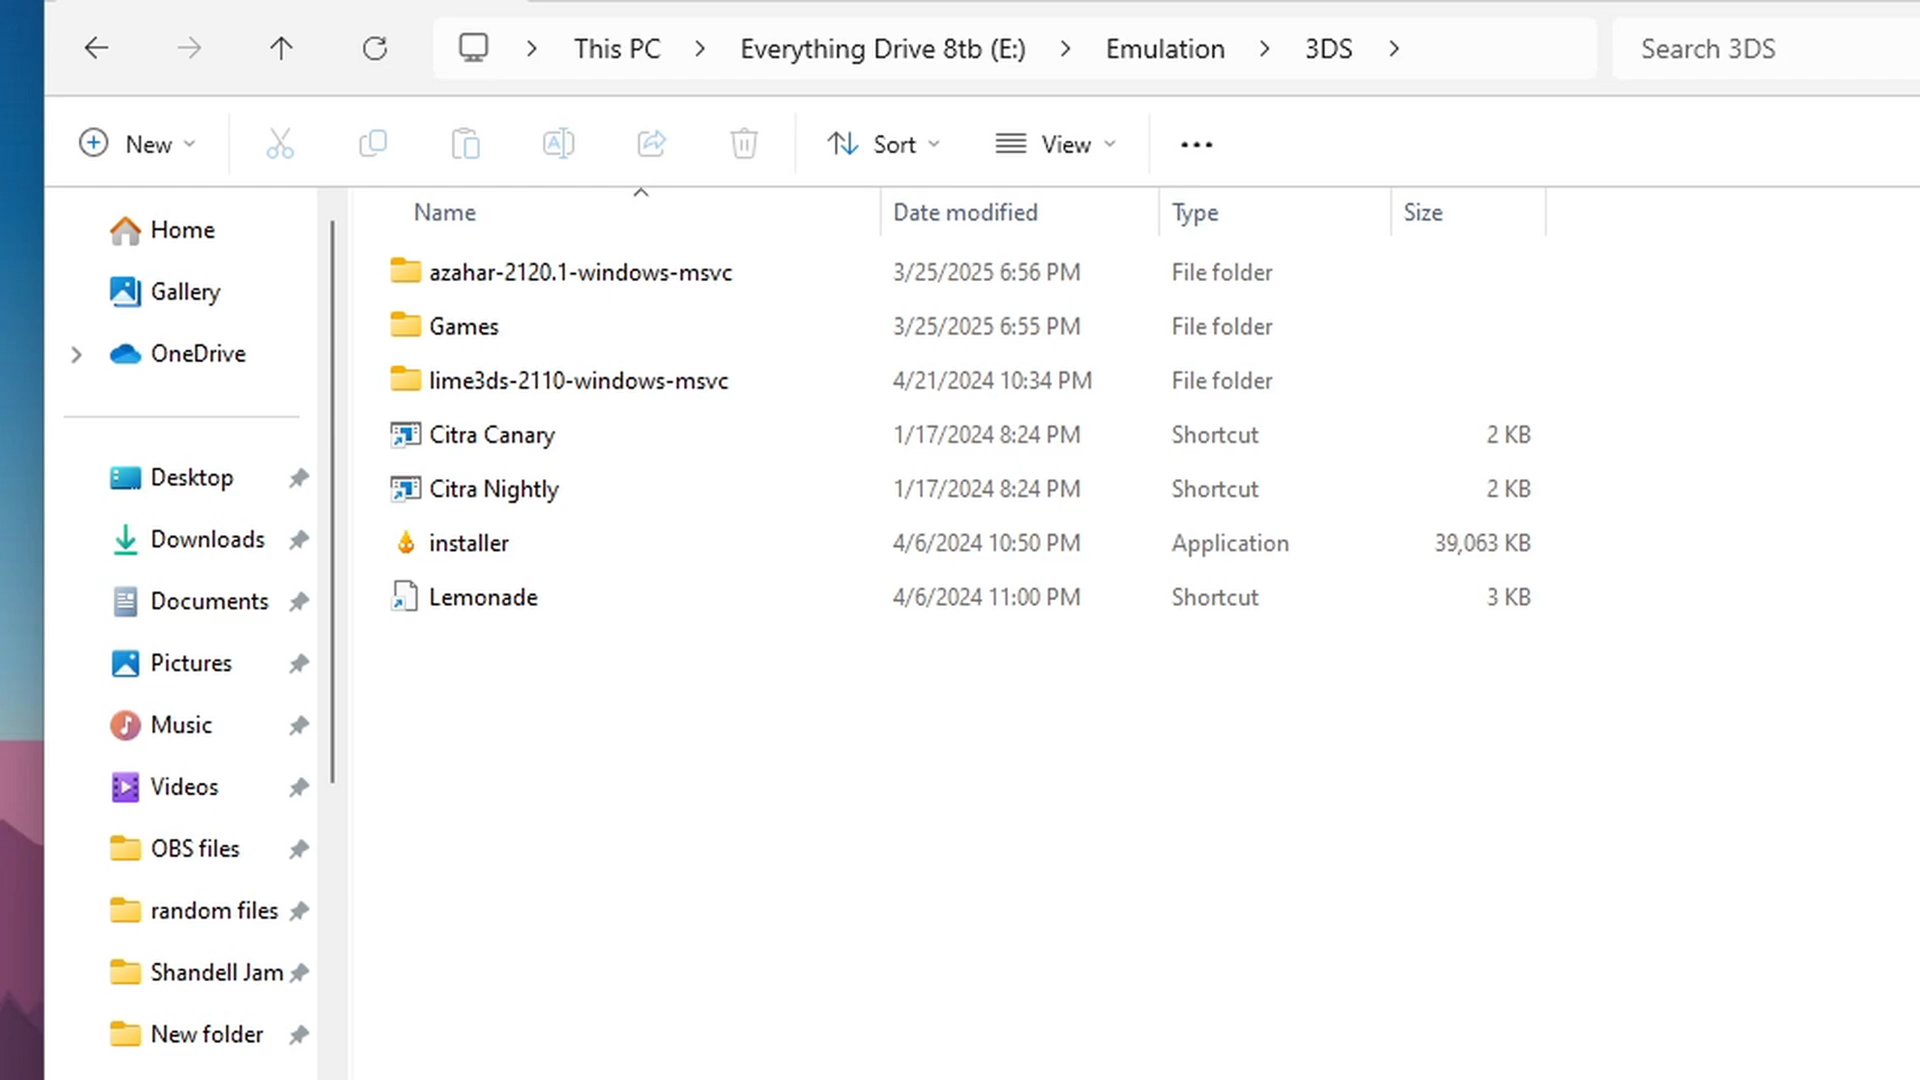 This PC > Everything Drive 8tb (E:) > Emulation > 3DS >
Search 3DS
New
Sort
View
Home
Gallery
OneDrive
Desktop
Downloads
Documents
Pictures
Music
Videos
OBS files
random files
Shandell Jam
New folder
Name Date modified Type Size
azahar-2120.1-windows-msvc 3/25/2025 6:56 PM File folder
Games 3/25/2025 6:55 PM File folder
lime3ds-2110-windows-msvc 4/21/2024 10:34 PM File folder
Citra Canary 1/17/2024 8:24 PM Shortcut 2 KB
Citra Nightly 1/17/2024 8:24 PM Shortcut 2 KB
installer 4/6/2024 10:50 PM Application 39,063 KB
Lemonade 4/6/2024 11:00 PM Shortcut 3 KB